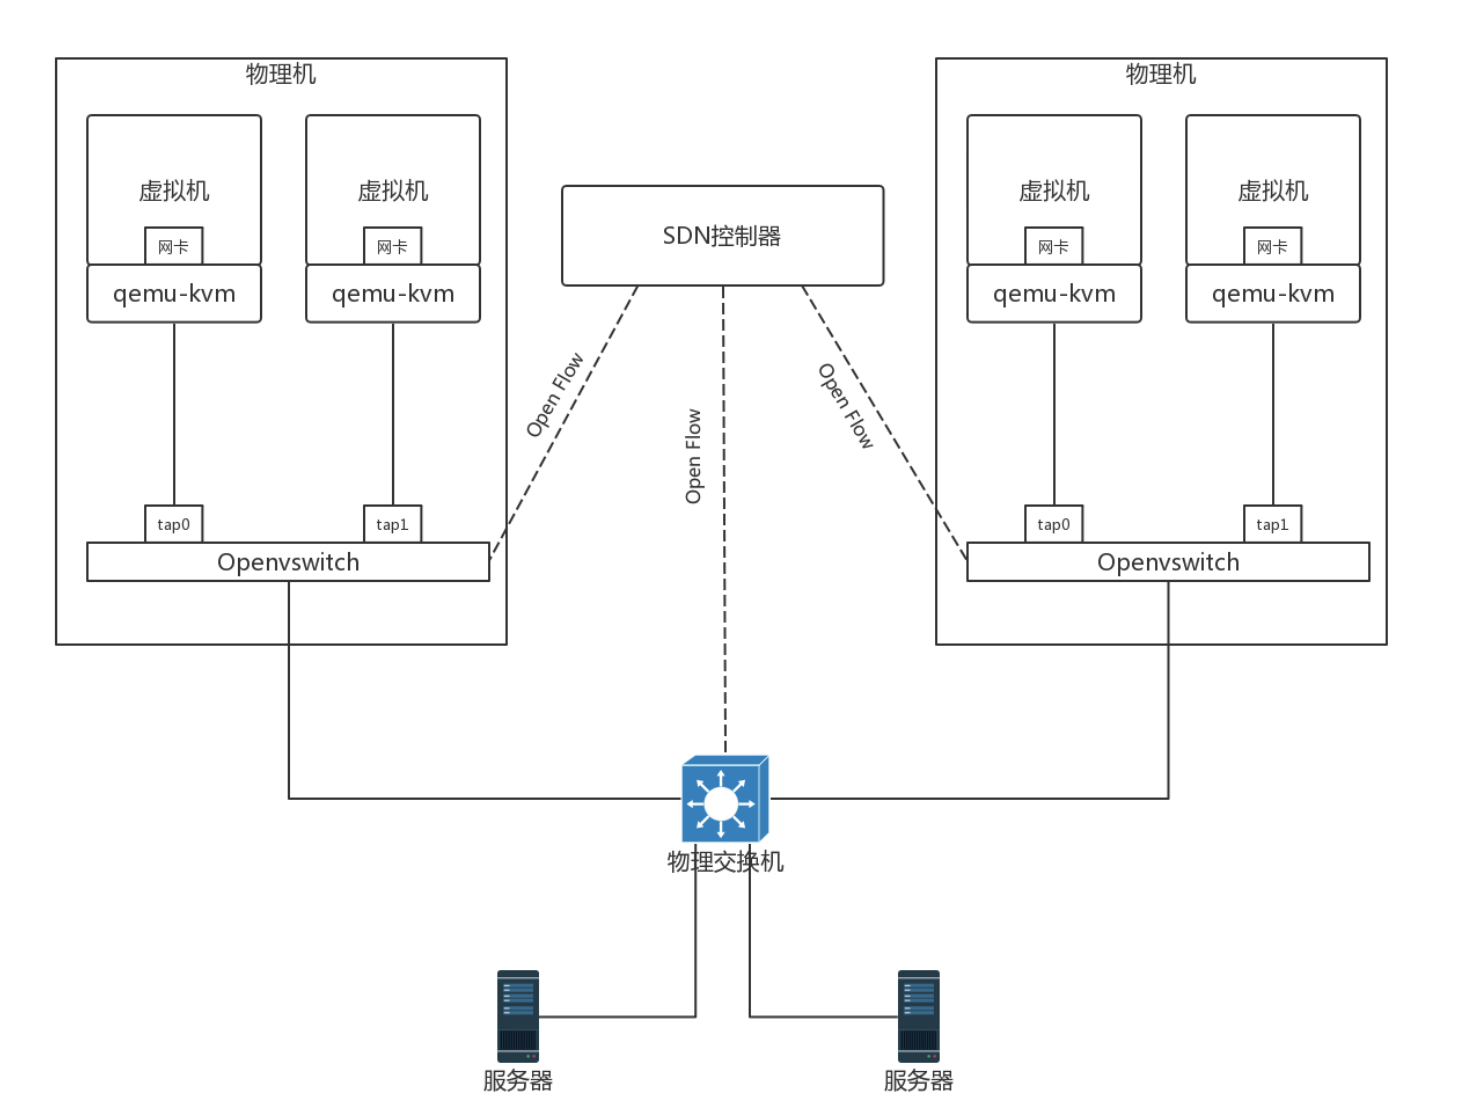 物理机
虚拟机
网卡
qemu-kvm
虚拟机
网卡
qemu-kvm
tap0
tap1
Openvswitch
SDN控制器
Open Flow
Open Flow
Open Flow
物理机
虚拟机
网卡
qemu-kvm
虚拟机
网卡
qemu-kvm
tap0
tap1
Openvswitch
物理交换机
服务器
服务器